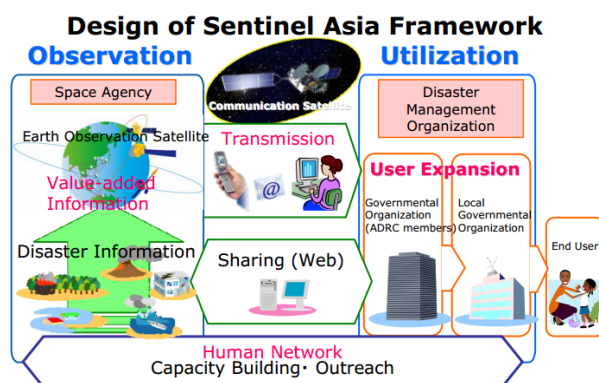 Design of Sentinel Asia Framework
Observation
Utilization
Space Agency
Communication Satellite
Disaster
Management
Organization
Earth Observation Satellite
Transmission
Value-added
Information
@
User Expansion
Governmental
Organization
(ADRC members)
Local
Governmental
Organization
Disaster Information
Sharing (Web)
End User
Human Network
Capacity Building・ Outreach